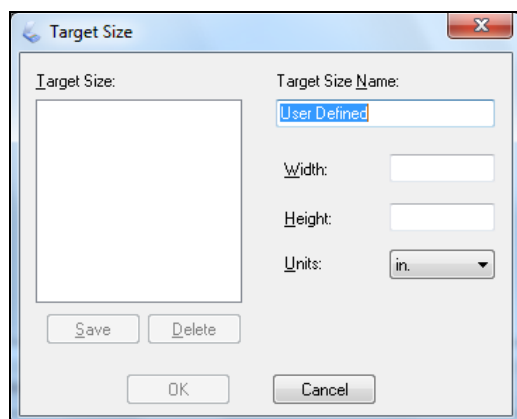 Target Size
Target Size:
Target Size Name:
User Defined
Width:
Height:
Units:
in.
Save
Delete
OK
Cancel